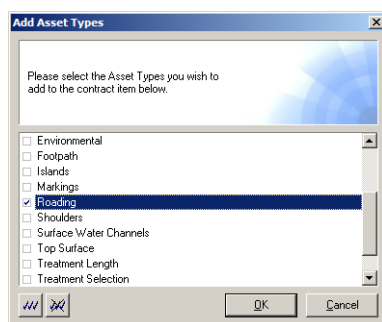 Add Asset Types
Please select the Asset Types you wish to
add to the contract item below.
Environmental
Footpath
Islands
Markings
Roading
Shoulders
Surface Water Channels
Top Surface
Treatment Length
Treatment Selection
OK
Cancel